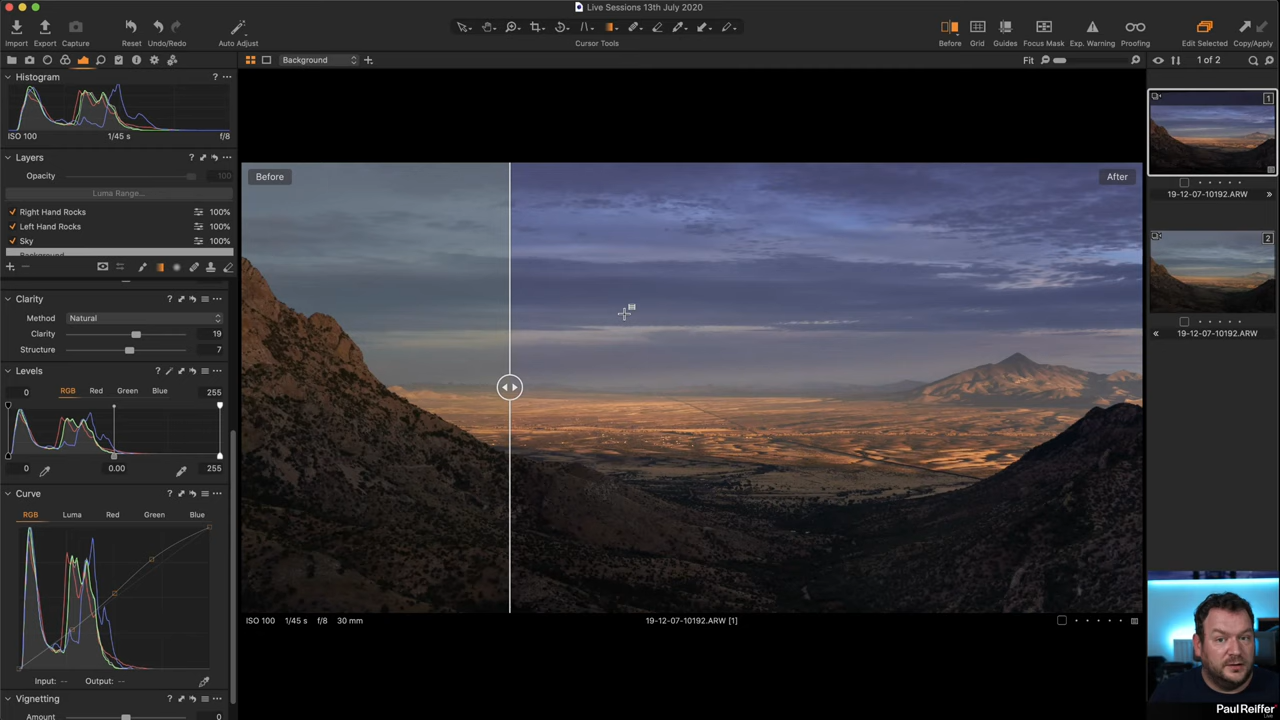 Live Sessions 13th July 2020
Import Export Capture Reset Undo/Redo Auto Adjust Cursor Tools Before Grid Guides Focus Mask Exp. Warning Proofing Edit Selected Copy/Apply
Background Fit 1 of 2
Histogram ? ...
ISO 100 1/45 s f/8
Layers ? ...
Opacity 100
Luma Range...
Right Hand Rocks 100%
Left Hand Rocks 100%
Sky 100%
Background
Clarity ? ...
Method Natural
Clarity 19
Structure 7
Levels ? ...
0 RGB Red Green Blue 255
0 0.00 255
Curve ? ...
RGB Luma Red Green Blue
Input: -- Output: --
Vignetting ? ...
Amount 0
Before After
ISO 100 1/45 s f/8 30 mm 19-12-07-10192.ARW [1]
1
19-12-07-10192.ARW »
2
« 19-12-07-10192.ARW
Paul Reiffer
Live